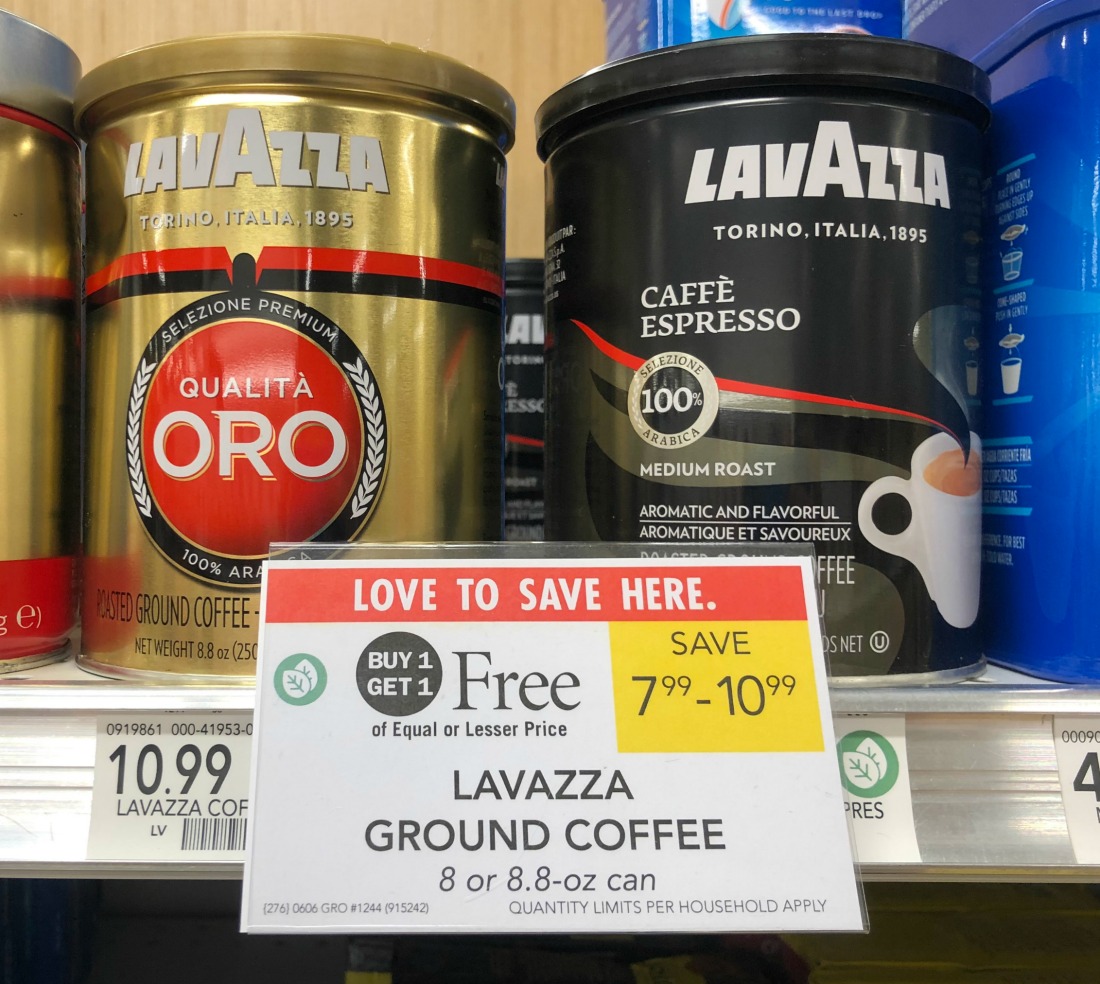 LAVAZZA
TORINO, ITALIA, 1895
SELEZIONE PREMIUM
QUALITÀ
ORO
100%
ROASTED GROUND COFFEE -
NET WEIGHT 8.8 oz
g e)
LAVAZZA
TORINO, ITALIA, 1895
CAFFÈ
ESPRESSO
SELEZIONE
100%
ARABICA
MEDIUM ROAST
AROMATIC AND FLAVORFUL
AROMATIQUE ET SAVOUREUX
NET
LOVE TO SAVE HERE.
BUY 1
GET 1
Free
of Equal or Lesser Price
SAVE
7.99 - 10.99
LAVAZZA
GROUND COFFEE
8 or 8.8-oz can
(276) 0606 GRO #1244 (915242)
QUANTITY LIMITS PER HOUSEHOLD APPLY
0919861 000-41953-0
10.99
LAVAZZA COF
LV
PRES
4